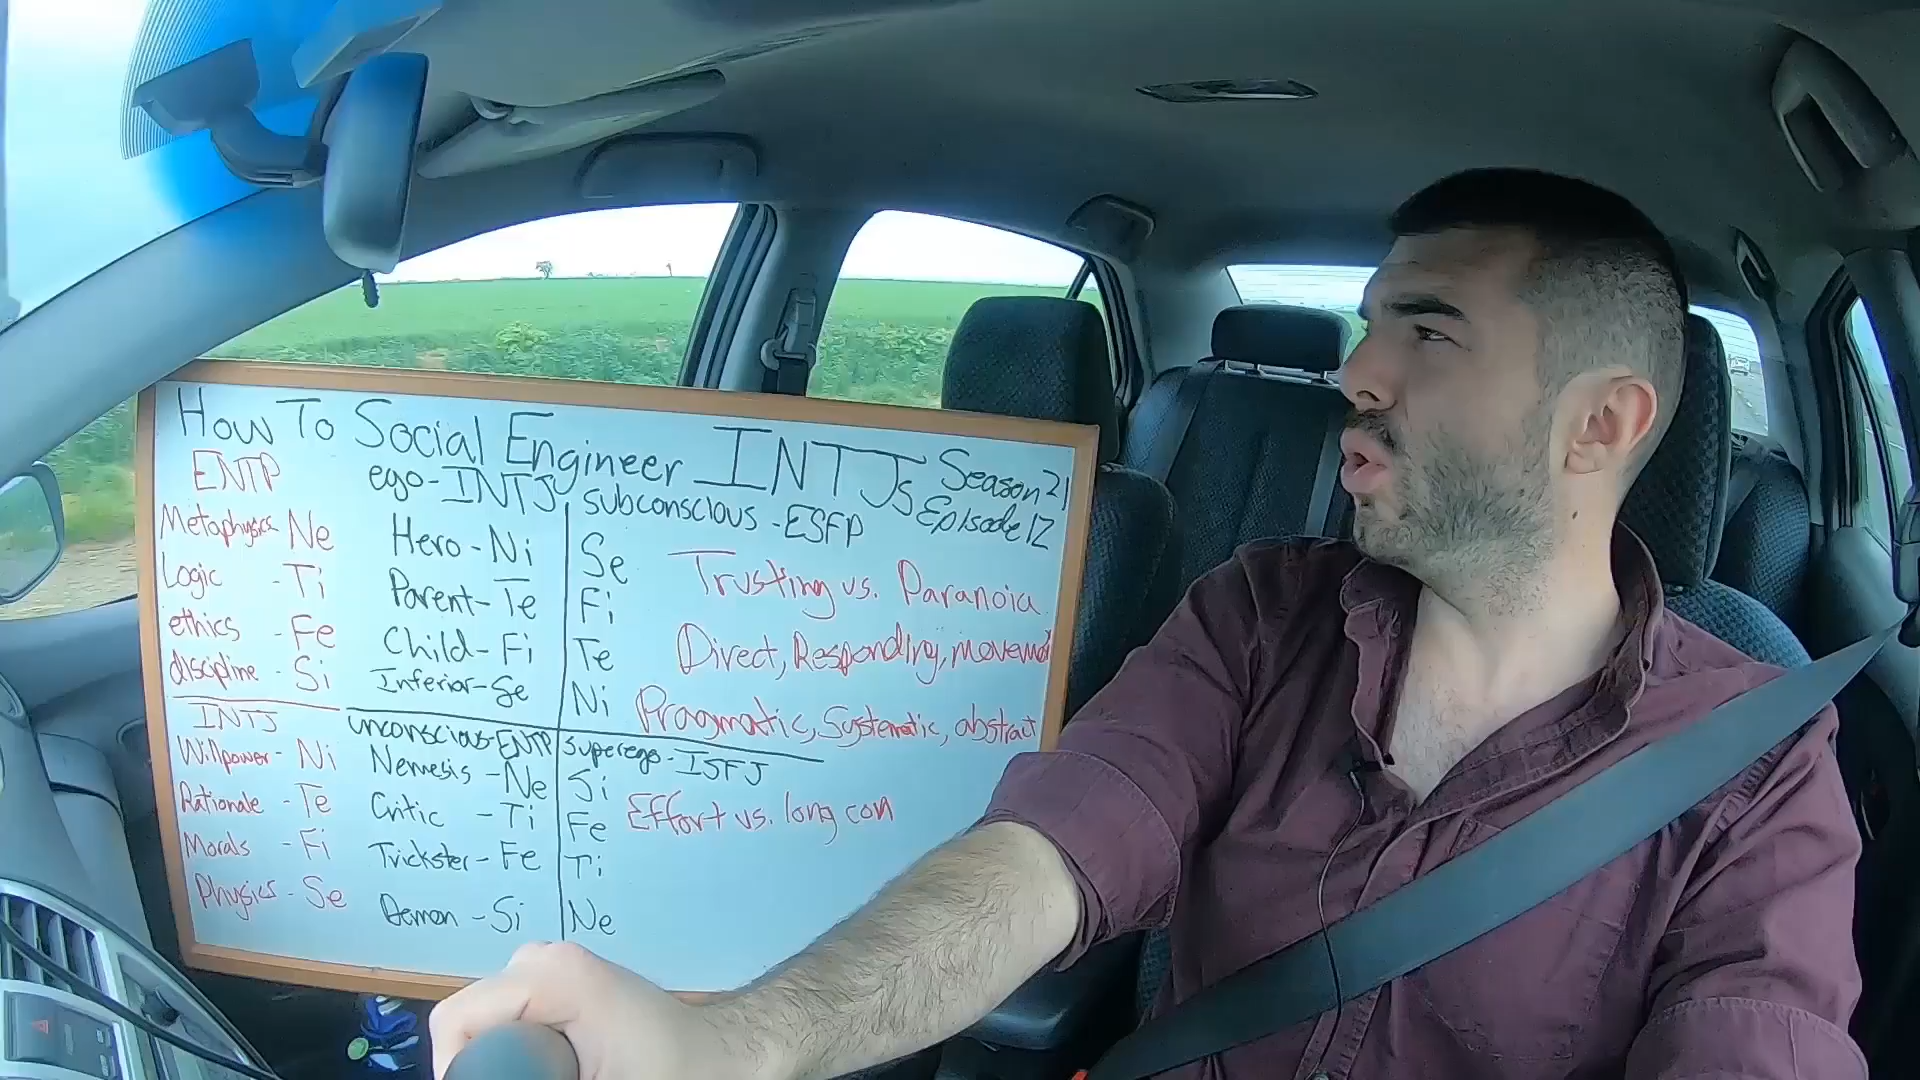 How To Social Engineer INTJs Season 21
Episode 12
ENTP
Metaphysics Ne
Logic - Ti
ethics - Fe
discipline - Si
INTJ
Willpower - Ni
Rationale - Te
Morals - Fi
Physics - Se
ego - INTJ
Hero - Ni
Parent - Te
Child - Fi
Inferior - Se
subconscious - ESFP
Se
Fi
Te
Ni
unconscious - ENTP
Nemesis - Ne
Critic - Ti
Trickster - Fe
Demon - Si
superego - ISFJ
Si
Fe
Ti
Ne
Trusting vs. Paranoia
Direct, Responding, movement
Pragmatic, Systematic, abstract
Effort vs. long con